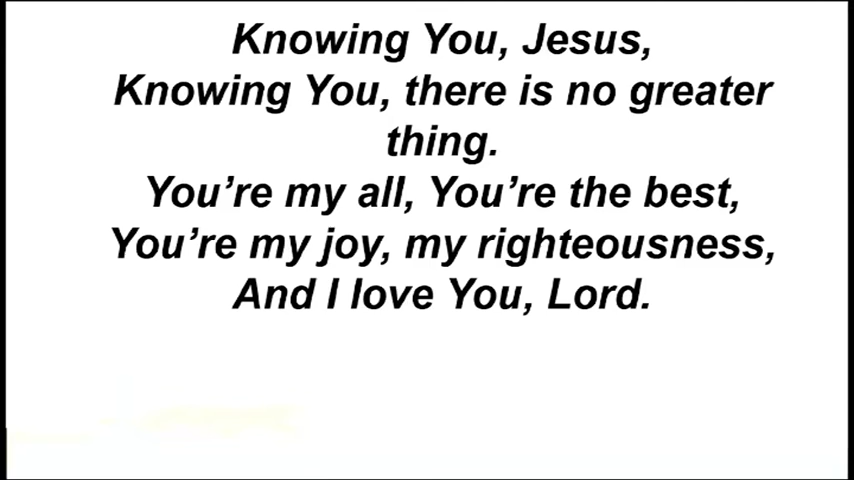 Knowing You, Jesus,
Knowing You, there is no greater
thing.
You’re my all, You’re the best,
You’re my joy, my righteousness,
And I love You, Lord.